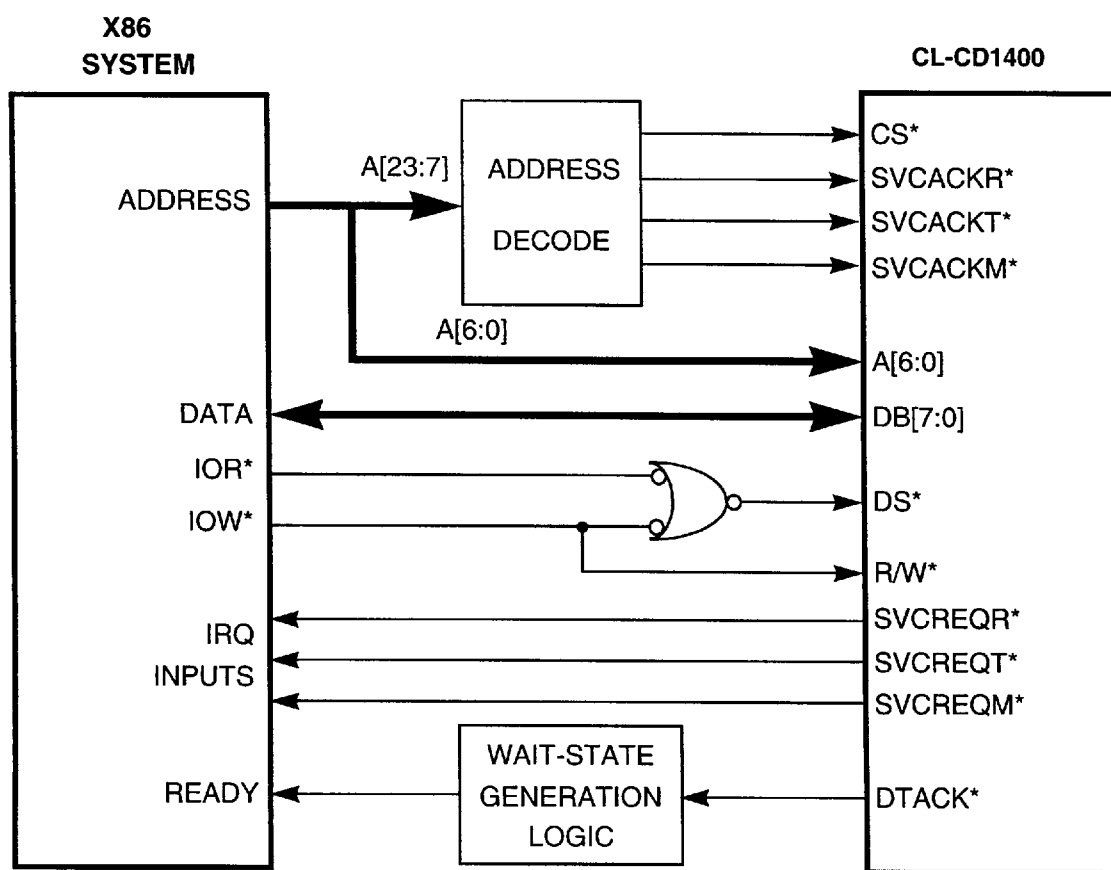 X86
SYSTEM
CL-CD1400
ADDRESS
A[23:7]
ADDRESS
DECODE
CS*
SVCACKR*
SVCACKT*
SVCACKM*
A[6:0]
A[6:0]
DATA
DB[7:0]
IOR*
IOW*
DS*
R/W*
IRQ
INPUTS
SVCREQR*
SVCREQT*
SVCREQM*
READY
WAIT-STATE
GENERATION
LOGIC
DTACK*